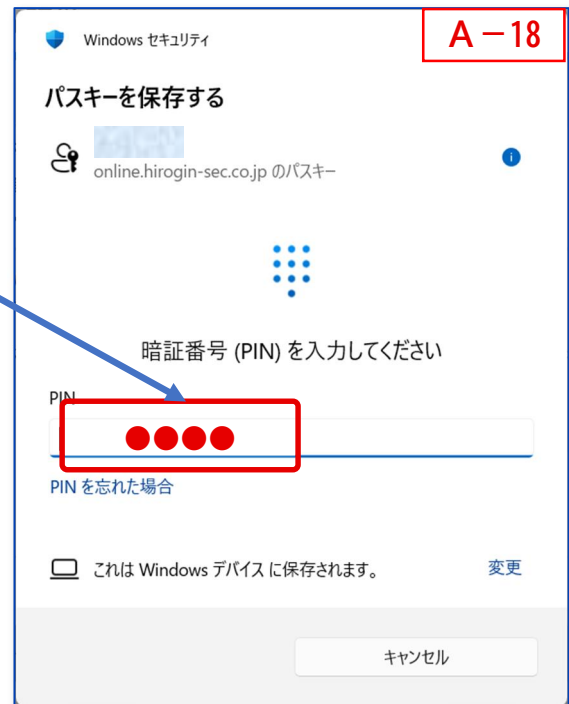 Windows セキュリティ
A－18
パスキーを保存する
online.hirogin-sec.co.jp のパスキー
暗証番号 (PIN) を入力してください
PIN
●●●●
PIN を忘れた場合
これは Windows デバイス に保存されます。
変更
キャンセル